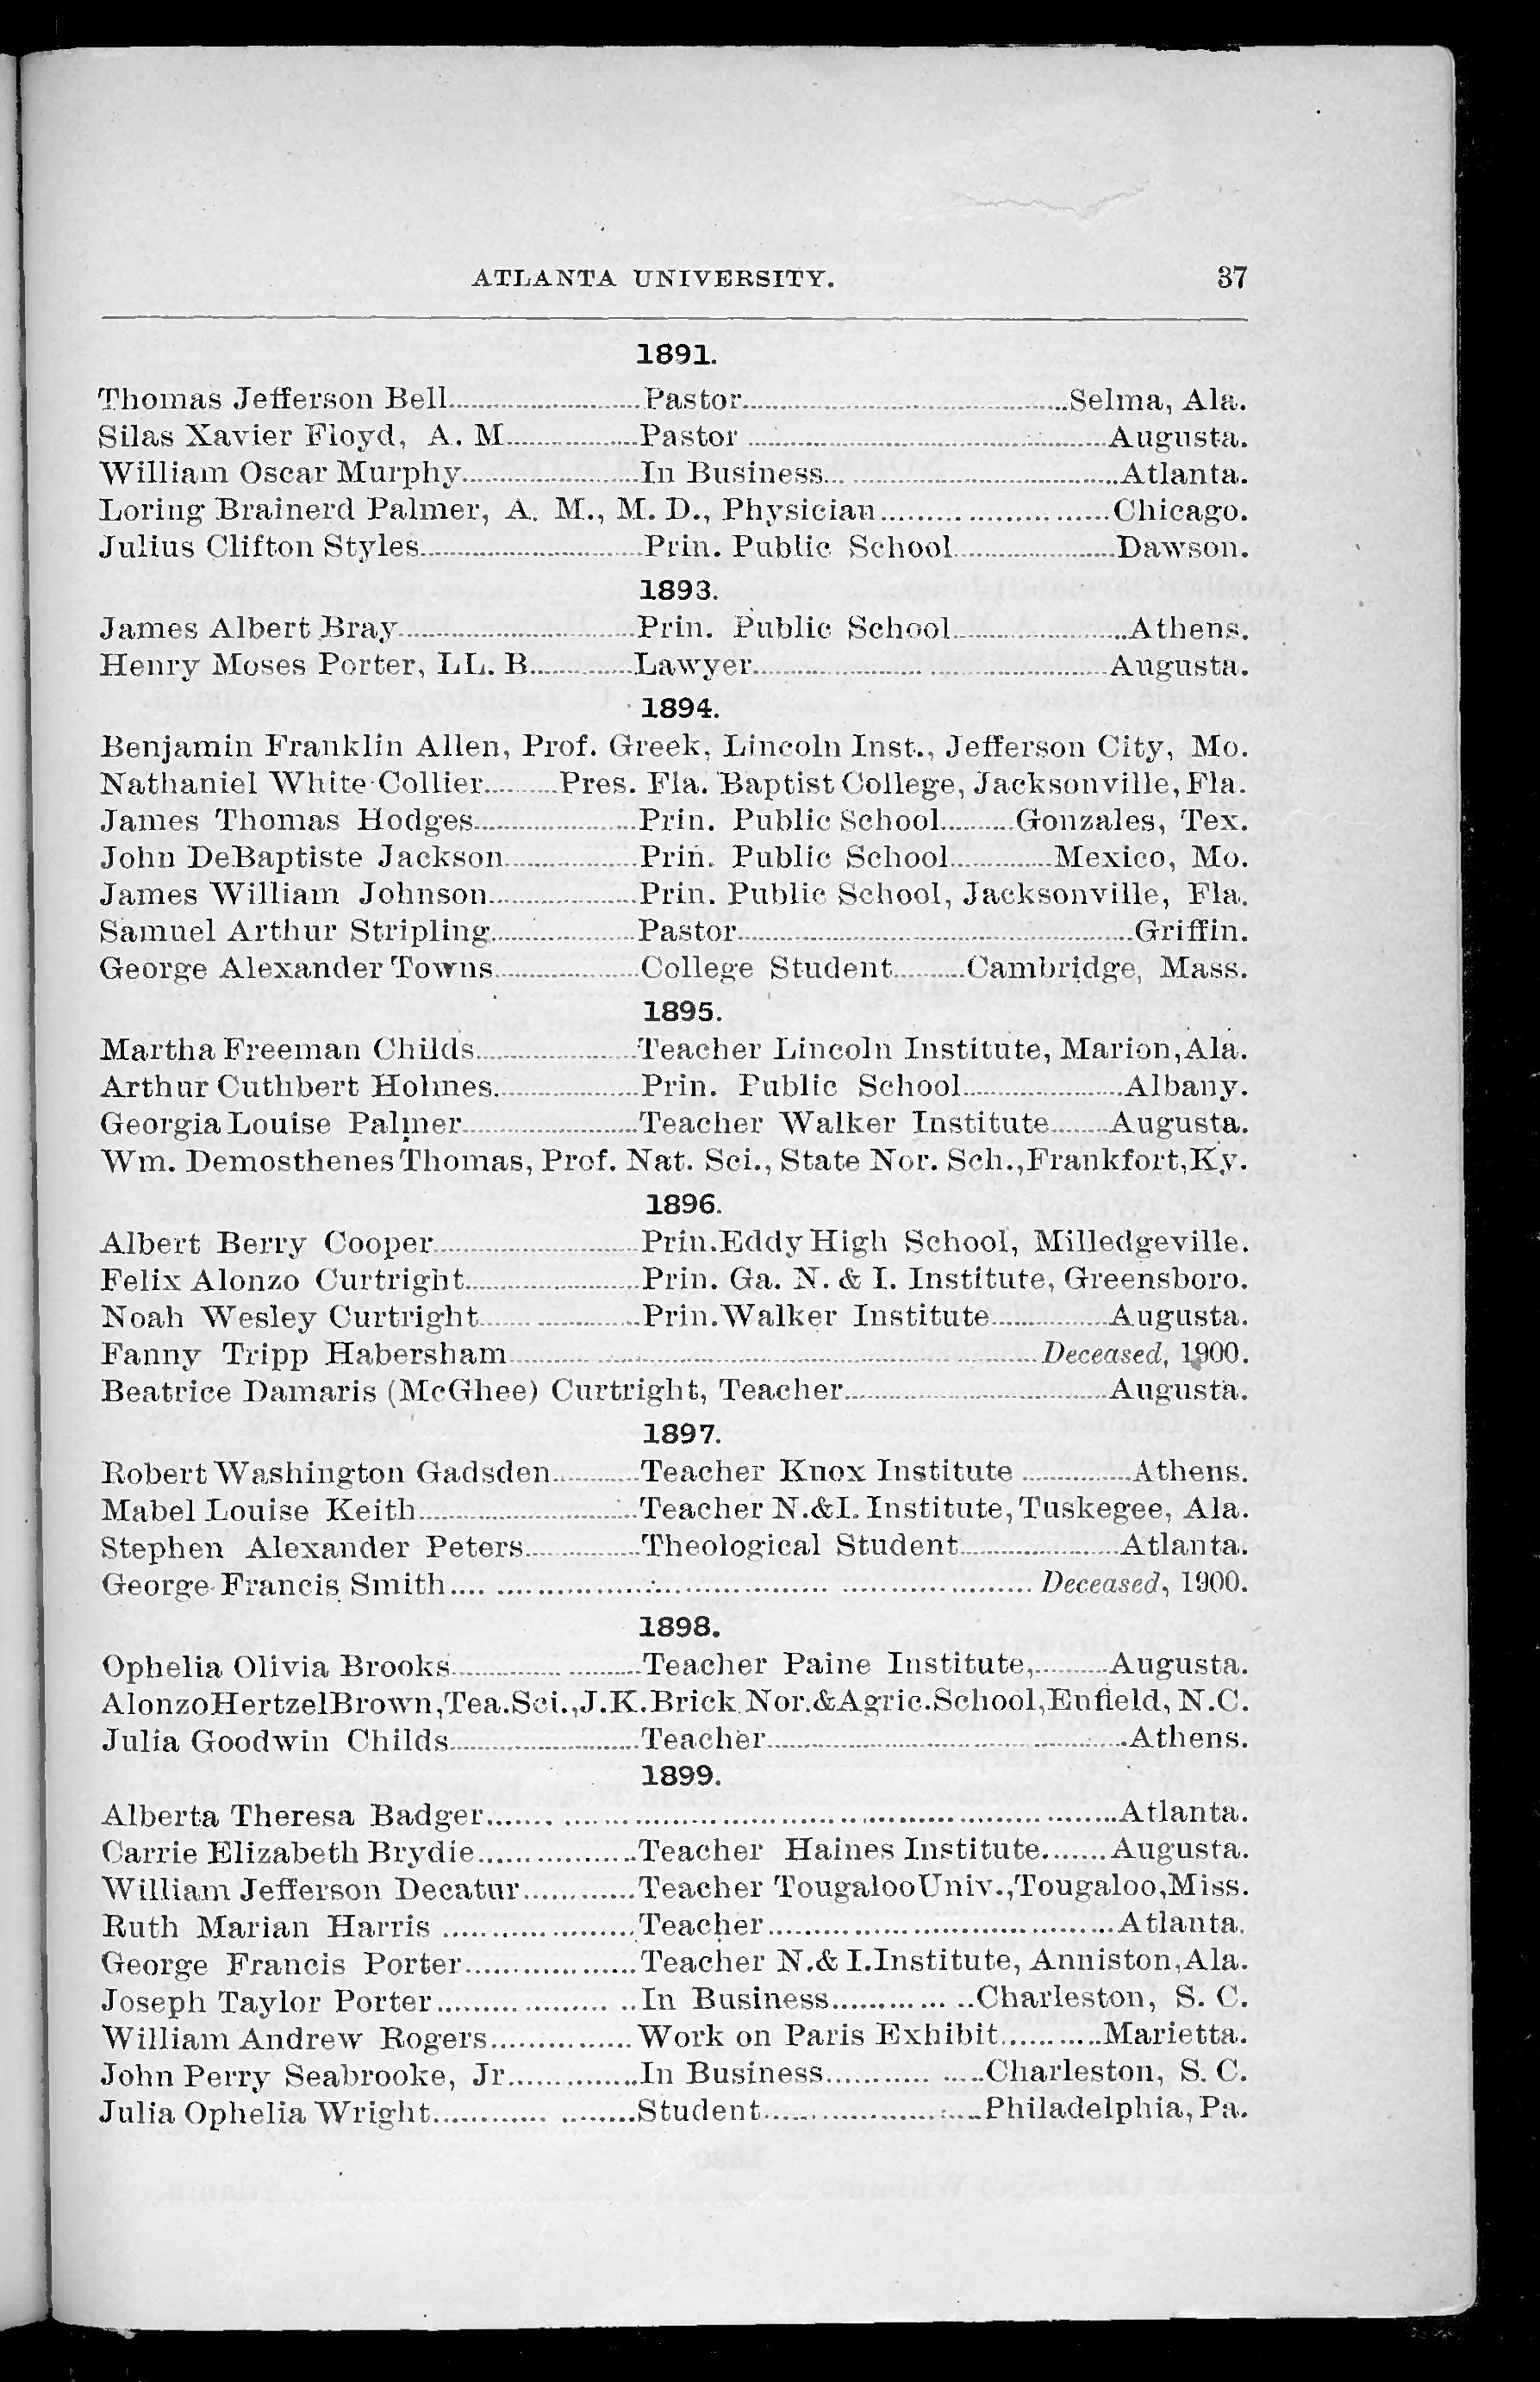 ATLANTA UNIVERSITY. 37
1891.
Thomas Jefferson Bell........Pastor........Selma, Ala.
Silas Xavier Floyd, A. M........Pastor........Augusta.
William Oscar Murphy........In Business........Atlanta.
Loring Brainerd Palmer, A. M., M. D., Physician........Chicago.
Julius Clifton Styles........Prin. Public School........Dawson.
1893.
James Albert Bray........Prin. Public School........Athens.
Henry Moses Porter, LL. B........Lawyer........Augusta.
1894.
Benjamin Franklin Allen, Prof. Greek, Lincoln Inst., Jefferson City, Mo.
Nathaniel White Collier........Pres. Fla. Baptist College, Jacksonville, Fla.
James Thomas Hodges........Prin. Public School........Gonzales, Tex.
John DeBaptiste Jackson........Prin. Public School........Mexico, Mo.
James William Johnson........Prin. Public School, Jacksonville, Fla.
Samuel Arthur Stripling........Pastor........Griffin.
George Alexander Towns........College Student........Cambridge, Mass.
1895.
Martha Freeman Childs........Teacher Lincoln Institute, Marion, Ala.
Arthur Cuthbert Holmes........Prin. Public School........Albany.
Georgia Louise Palmer........Teacher Walker Institute........Augusta.
Wm. Demosthenes Thomas, Prof. Nat. Sci., State Nor. Sch., Frankfort, Ky.
1896.
Albert Berry Cooper........Prin. Eddy High School, Milledgeville.
Felix Alonzo Curtright........Prin. Ga. N. & I. Institute, Greensboro.
Noah Wesley Curtright........Prin. Walker Institute........Augusta.
Fanny Tripp Habersham........Deceased, 1900.
Beatrice Damaris (McGhee) Curtright, Teacher........Augusta.
1897.
Robert Washington Gadsden........Teacher Knox Institute........Athens.
Mabel Louise Keith........Teacher N. & I. Institute, Tuskegee, Ala.
Stephen Alexander Peters........Theological Student........Atlanta.
George Francis Smith........Deceased, 1900.
1898.
Ophelia Olivia Brooks........Teacher Paine Institute,........Augusta.
Alonzo Hertzel Brown, Tea. Sci., J. K. Brick Nor. & Agric. School, Enfield, N. C.
Julia Goodwin Childs........Teacher........Athens.
1899.
Alberta Theresa Badger........Atlanta.
Carrie Elizabeth Brydie........Teacher Haines Institute........Augusta.
William Jefferson Decatur........Teacher Tougaloo Univ., Tougaloo, Miss.
Ruth Marian Harris........Teacher........Atlanta.
George Francis Porter........Teacher N. & I. Institute, Anniston, Ala.
Joseph Taylor Porter........In Business........Charleston, S. C.
William Andrew Rogers........Work on Paris Exhibit........Marietta.
John Perry Seabrooke, Jr........In Business........Charleston, S. C.
Julia Ophelia Wright........Student........Philadelphia, Pa.